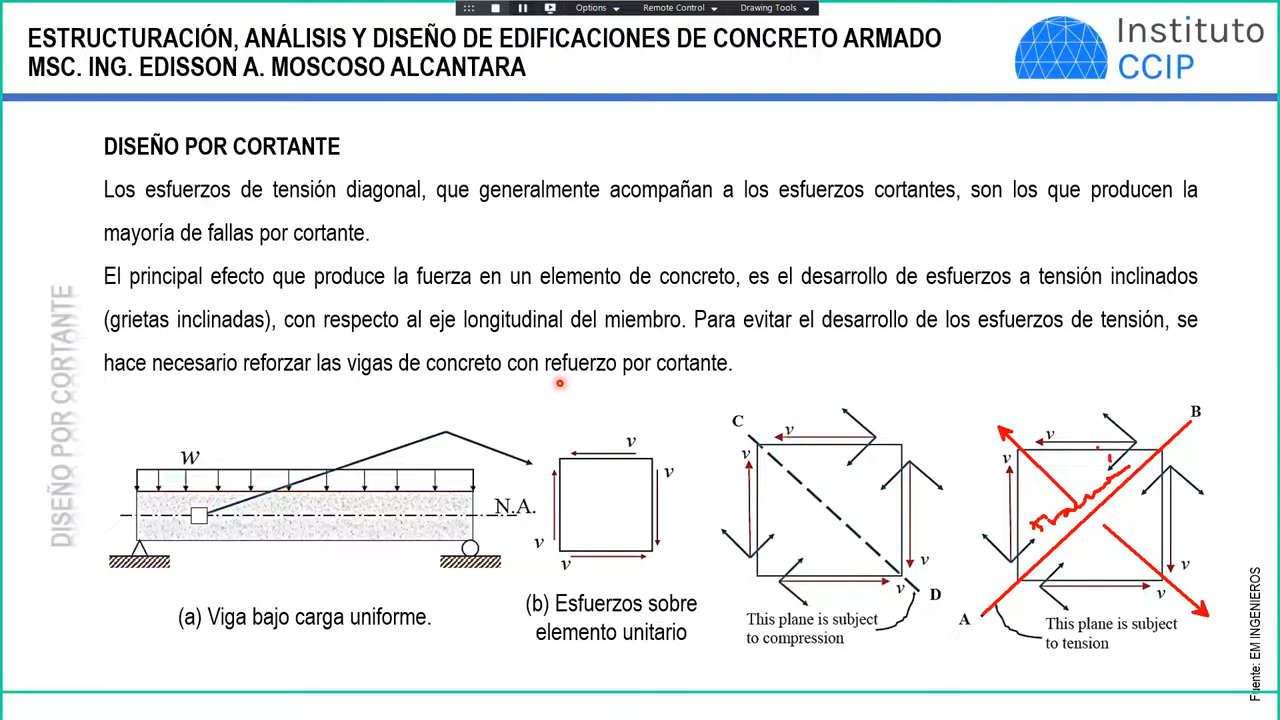 Options
Remote Control
Drawing Tools
ESTRUCTURACIÓN, ANÁLISIS Y DISEÑO DE EDIFICACIONES DE CONCRETO ARMADO
MSC. ING. EDISSON A. MOSCOSO ALCANTARA
Instituto
CCIP
DISEÑO POR CORTANTE
Los esfuerzos de tensión diagonal, que generalmente acompañan a los esfuerzos cortantes, son los que producen la
mayoría de fallas por cortante.
El principal efecto que produce la fuerza en un elemento de concreto, es el desarrollo de esfuerzos a tensión inclinados
(grietas inclinadas), con respecto al eje longitudinal del miembro. Para evitar el desarrollo de los esfuerzos de tensión, se
hace necesario reforzar las vigas de concreto con refuerzo por cortante.
DISEÑO POR CORTANTE
w
N.A.
(a) Viga bajo carga uniforme.
v
v
v
v
(b) Esfuerzos sobre
elemento unitario
C
v
v
v
v
D
This plane is subject
to compression
B
v
v
v
v
A
This plane is subject
to tension
Fuente: EM INGENIEROS